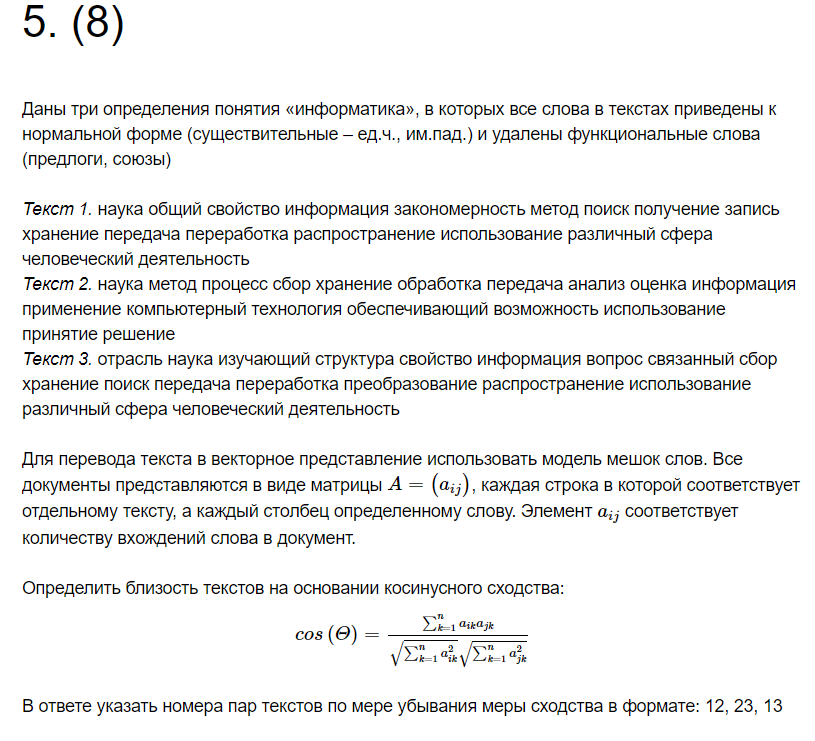 5. (8)
Даны три определения понятия «информатика», в которых все слова в текстах приведены к
нормальной форме (существительные – ед.ч., им.пад.) и удалены функциональные слова
(предлоги, союзы)
Текст 1. наука общий свойство информация закономерность метод поиск получение запись
хранение передача переработка распространение использование различный сфера
человеческий деятельность
Текст 2. наука метод процесс сбор хранение обработка передача анализ оценка информация
применение компьютерный технология обеспечивающий возможность использование
принятие решение
Текст 3. отрасль наука изучающий структура свойство информация вопрос связанный сбор
хранение поиск передача переработка преобразование распространение использование
различный сфера человеческий деятельность
Для перевода текста в векторное представление использовать модель мешок слов. Все
документы представляются в виде матрицы A = (a_{ij}), каждая строка в которой соответствует
отдельному тексту, а каждый столбец определенному слову. Элемент a_{ij} соответствует
количеству вхождений слова в документ.
Определить близость текстов на основании косинусного сходства:
cos (Θ) = \frac{\sum_{k=1}^{n} a_{ik} a_{jk}}{\sqrt{\sum_{k=1}^{n} a_{ik}^{2}} \sqrt{\sum_{k=1}^{n} a_{jk}^{2}}}
В ответе указать номера пар текстов по мере убывания меры сходства в формате: 12, 23, 13